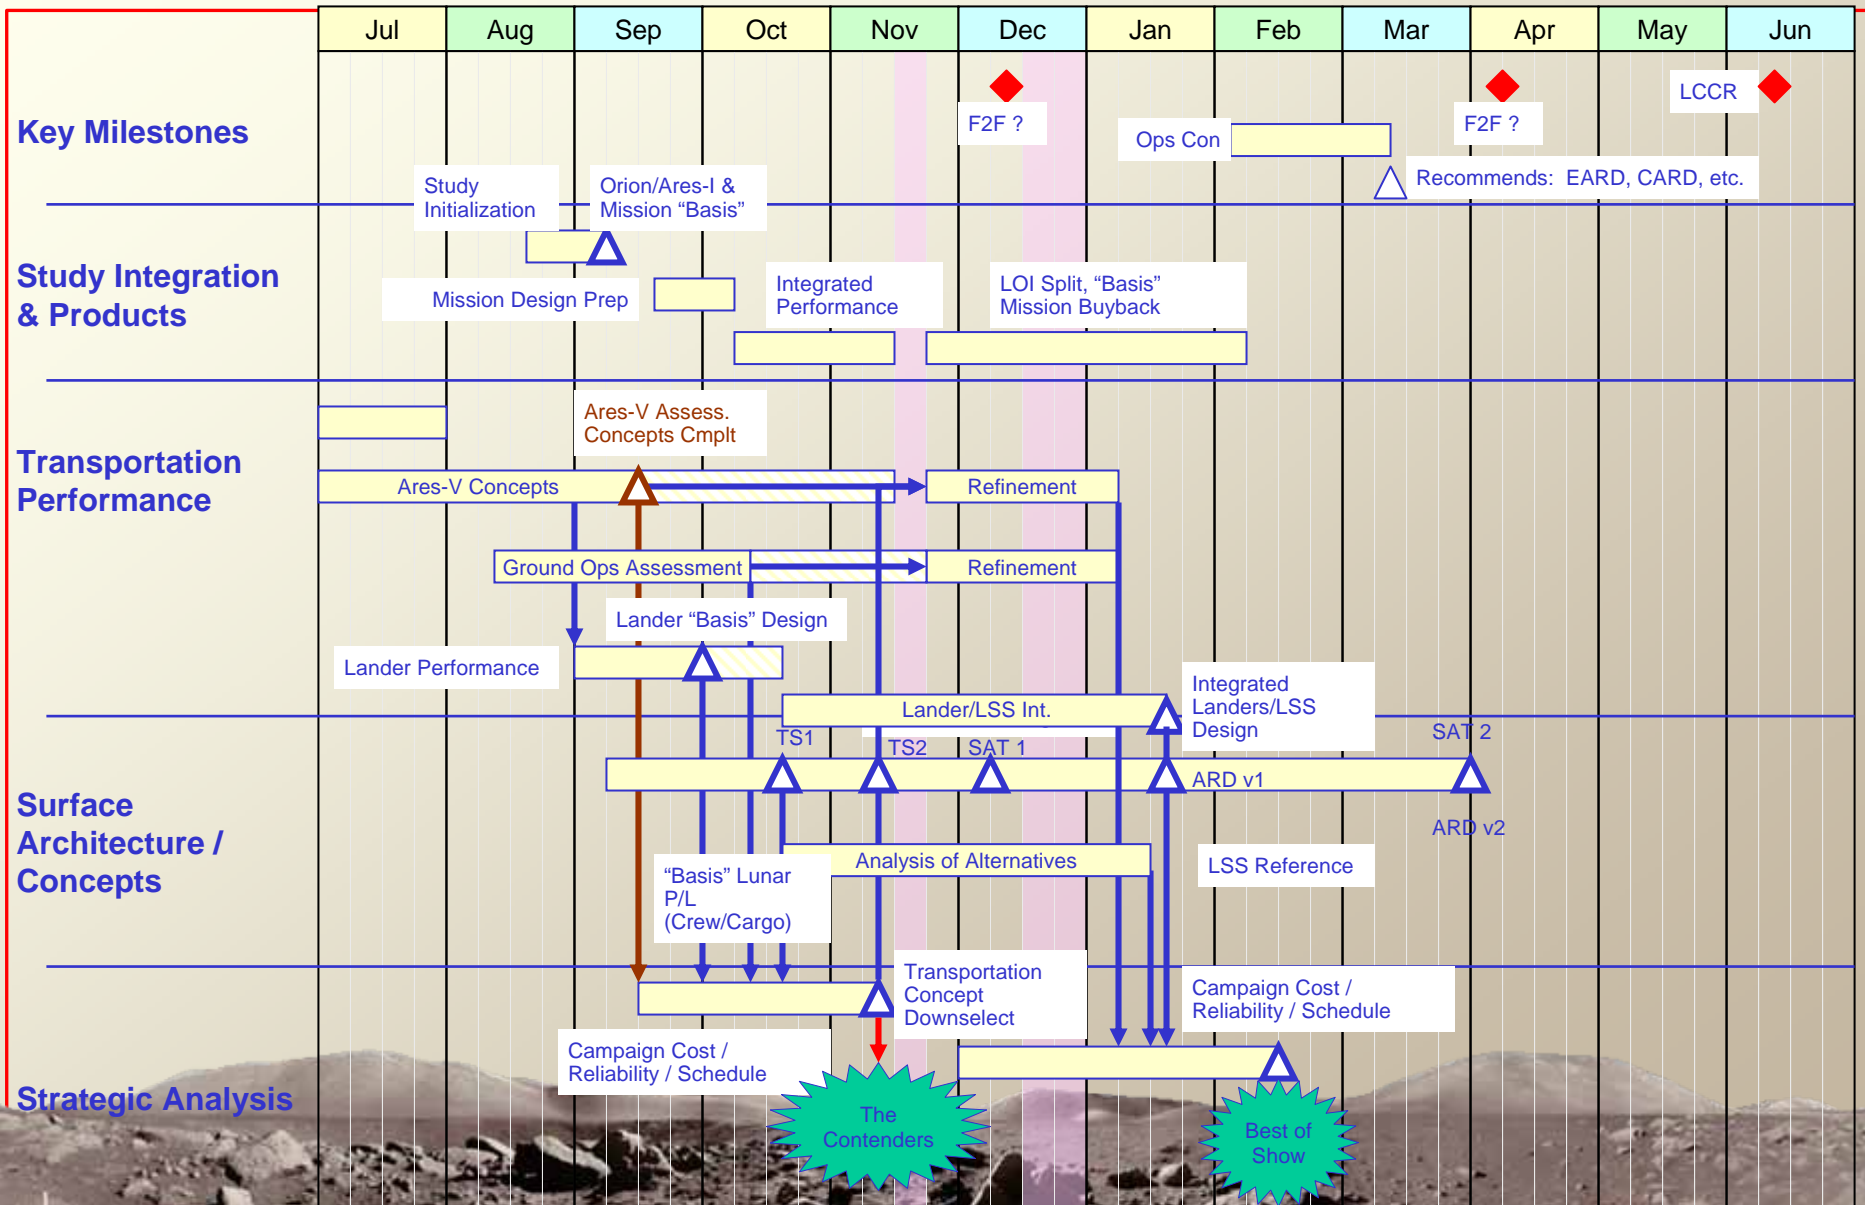 Jul Aug Sep Oct Nov Dec Jan Feb Mar Apr May Jun
Key Milestones
F2F ?
Ops Con
F2F ?
LCCR
Recommends:  EARD, CARD, etc.
Study Integration
& Products
Study
Initialization
Orion/Ares-I &
Mission “Basis”
Mission Design Prep
Integrated
Performance
LOI Split, “Basis”
Mission Buyback
Transportation
Performance
Ares-V Assess.
Concepts Cmplt
Ares-V Concepts
Refinement
Ground Ops Assessment
Refinement
Lander “Basis” Design
Lander Performance
Lander/LSS Int.
Integrated
Landers/LSS
Design
Surface
Architecture /
Concepts
TS1
TS2
SAT 1
SAT 2
ARD v1
ARD v2
Analysis of Alternatives
LSS Reference
“Basis” Lunar
P/L
(Crew/Cargo)
Strategic Analysis
Transportation
Concept
Downselect
Campaign Cost /
Reliability / Schedule
Campaign Cost /
Reliability / Schedule
The
Contenders
Best of
Show